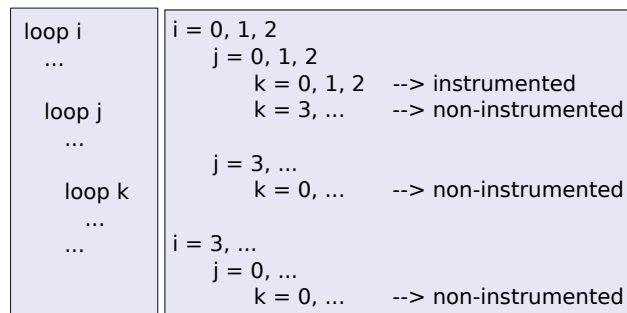 loop i
...
loop j
...
loop k
...
...
i = 0, 1, 2
j = 0, 1, 2
k = 0, 1, 2 --> instrumented
k = 3, ... --> non-instrumented
j = 3, ...
k = 0, ... --> non-instrumented
i = 3, ...
j = 0, ...
k = 0, ... --> non-instrumented